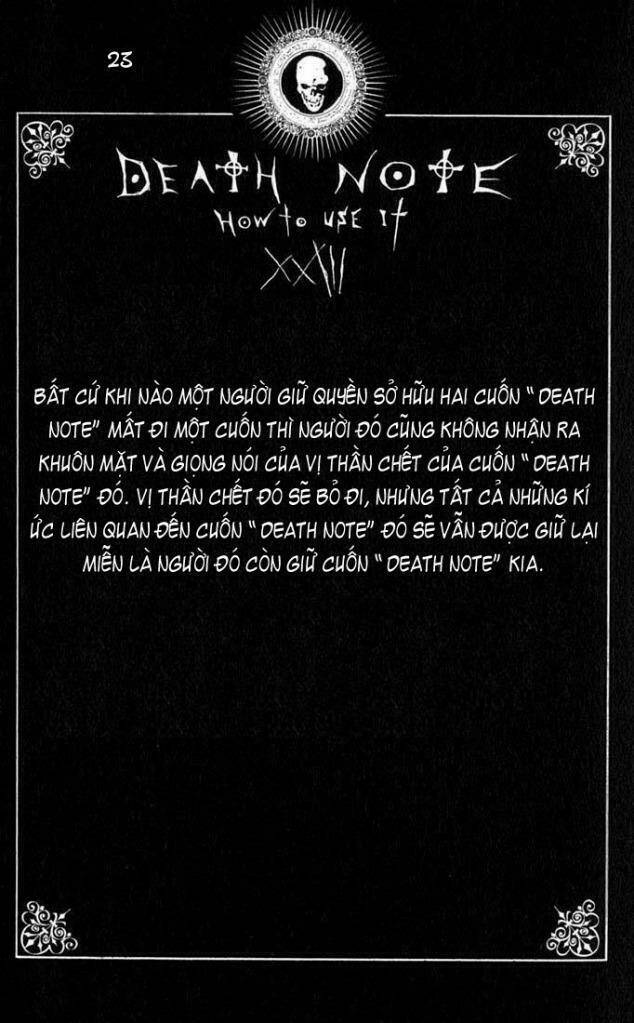 23
DEATH NOTE
HOW TO USE IT
XXIII
BẤT CỨ KHI NÀO MỘT NGƯỜI GIỮ QUYỀN SỞ HỮU HAI CUỐN " DEATH
NOTE" MẤT ĐI MỘT CUỐN THÌ NGƯỜI ĐÓ CŨNG KHÔNG NHẬN RA
KHUÔN MẶT VÀ GIỌNG NÓI CỦA VỊ THẦN CHẾT CỦA CUỐN " DEATH
NOTE" ĐÓ. VỊ THẦN CHẾT ĐÓ SẼ BỎ ĐI, NHƯNG TẤT CẢ NHỮNG KÍ
ỨC LIÊN QUAN ĐẾN CUỐN " DEATH NOTE" ĐÓ SẼ VẪN ĐƯỢC GIỮ LẠI
MIỄN LÀ NGƯỜI ĐÓ CÒN GIỮ CUỐN " DEATH NOTE" KIA.